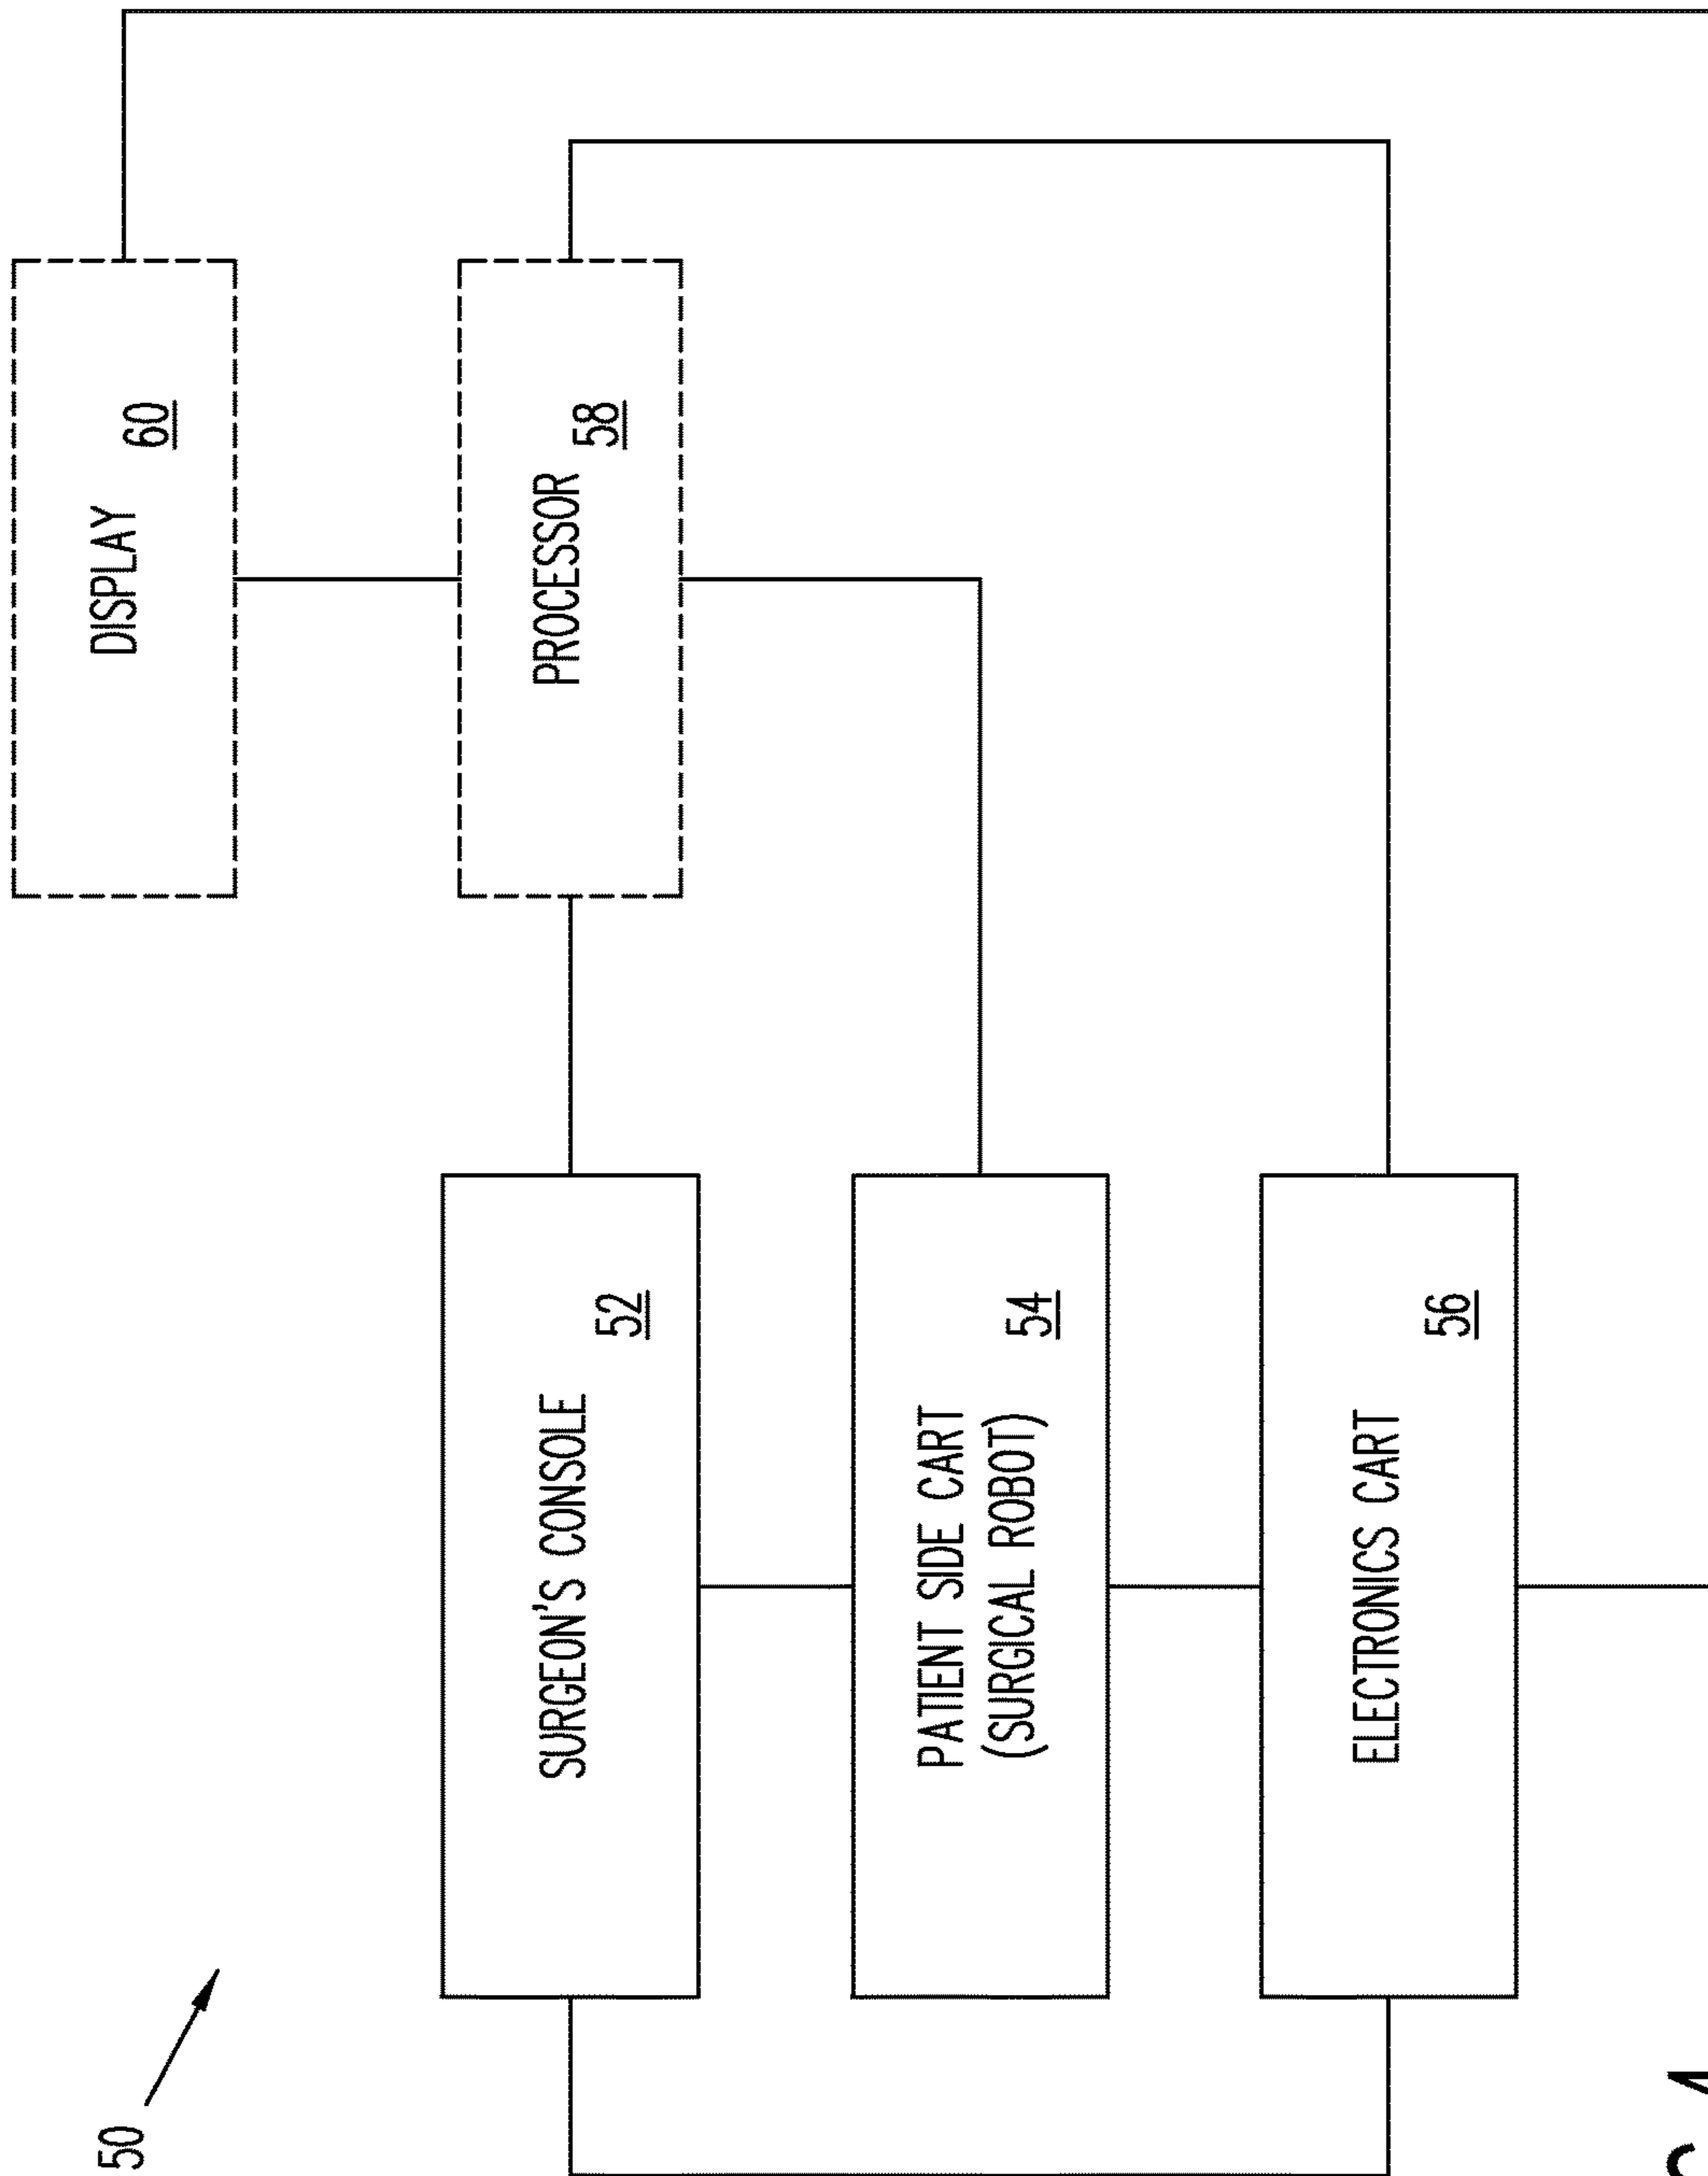 50
SURGEON'S CONSOLE
52
PATIENT SIDE CART
(SURGICAL ROBOT)
54
ELECTRONICS CART
56
DISPLAY
60
PROCESSOR
58